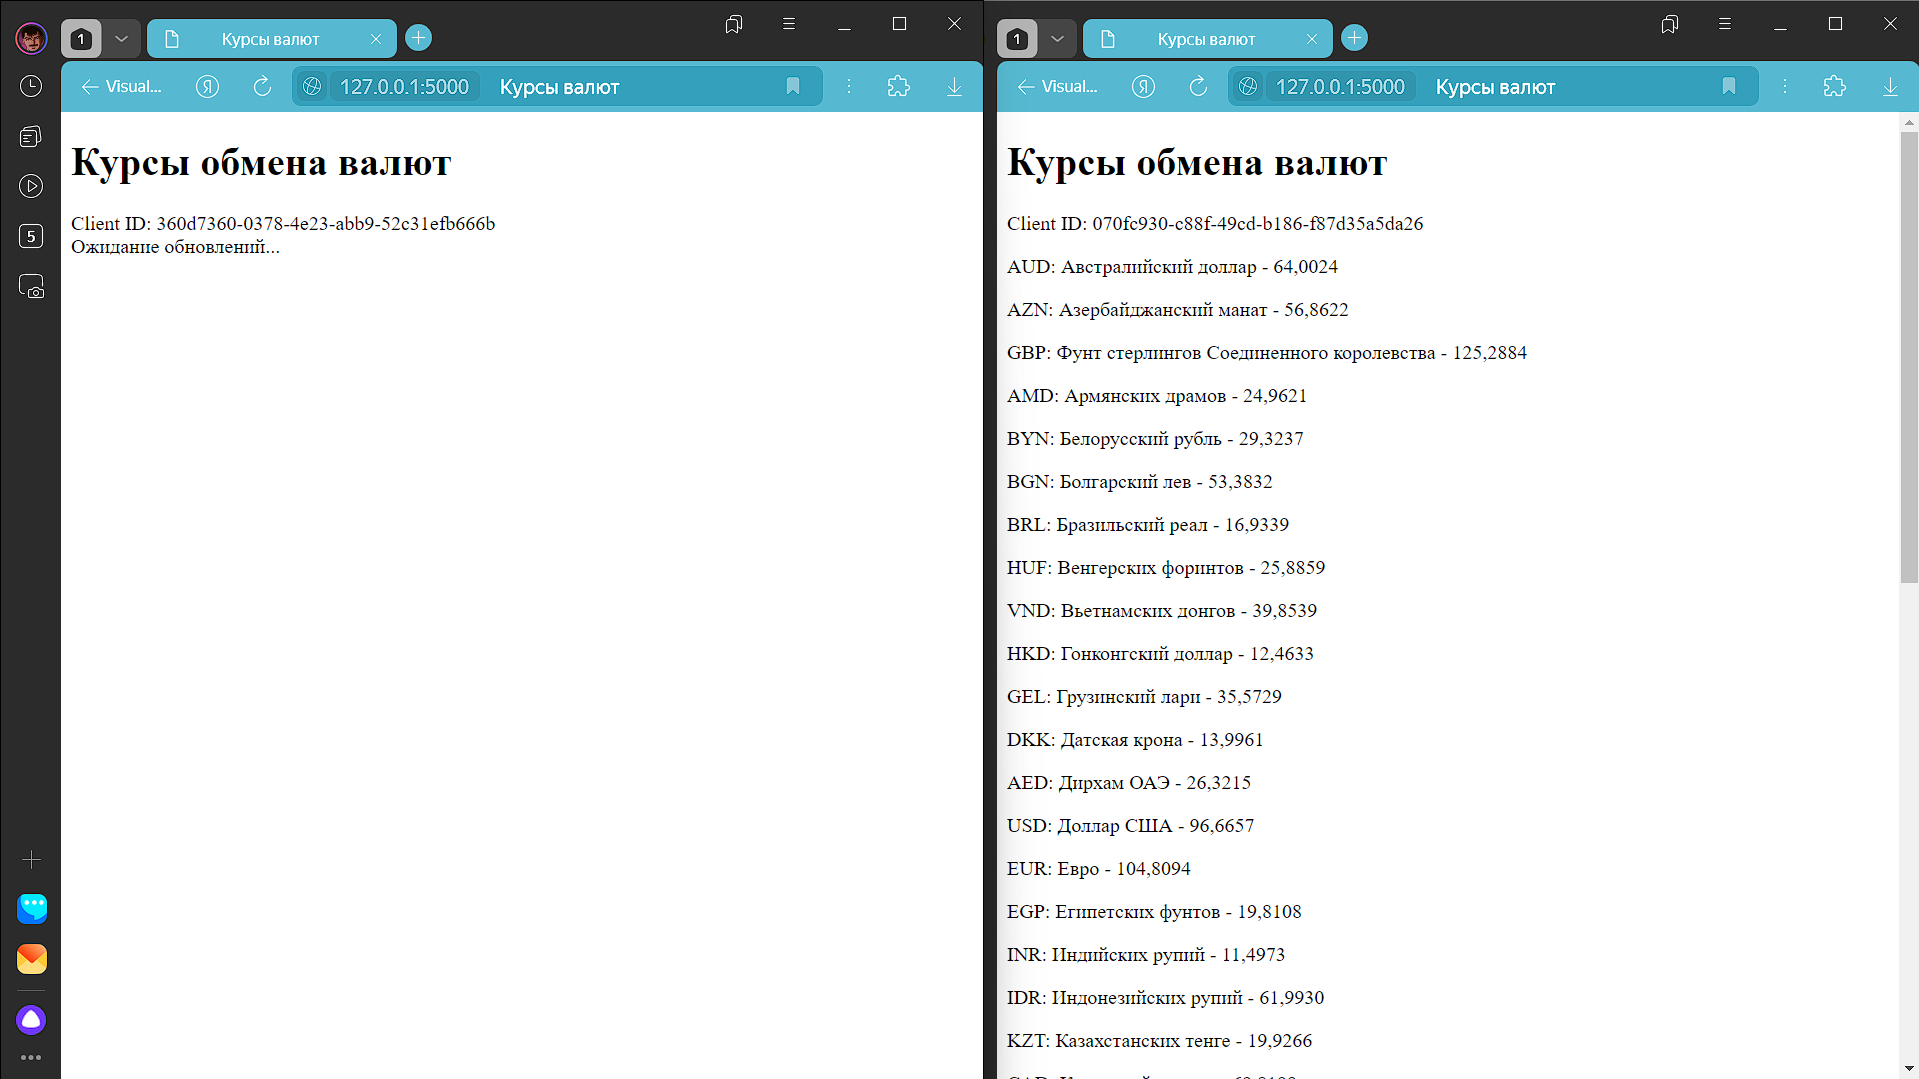 1
Курсы валют
Visual...
Я
127.0.0.1:5000
Курсы валют
5
Курсы обмена валют
Client ID: 360d7360-0378-4e23-abb9-52c31efb666b
Ожидание обновлений...
1
Курсы валют
Visual...
Я
127.0.0.1:5000
Курсы валют
Курсы обмена валют
Client ID: 070fc930-c88f-49cd-b186-f87d35a5da26
AUD: Австралийский доллар - 64,0024
AZN: Азербайджанский манат - 56,8622
GBP: Фунт стерлингов Соединенного королевства - 125,2884
AMD: Армянских драмов - 24,9621
BYN: Белорусский рубль - 29,3237
BGN: Болгарский лев - 53,3832
BRL: Бразильский реал - 16,9339
HUF: Венгерских форинтов - 25,8859
VND: Вьетнамских донгов - 39,8539
HKD: Гонконгский доллар - 12,4633
GEL: Грузинский лари - 35,5729
DKK: Датская крона - 13,9961
AED: Дирхам ОАЭ - 26,3215
USD: Доллар США - 96,6657
EUR: Евро - 104,8094
EGP: Египетских фунтов - 19,8108
INR: Индийских рупий - 11,4973
IDR: Индонезийских рупий - 61,9930
KZT: Казахстанских тенге - 19,9266